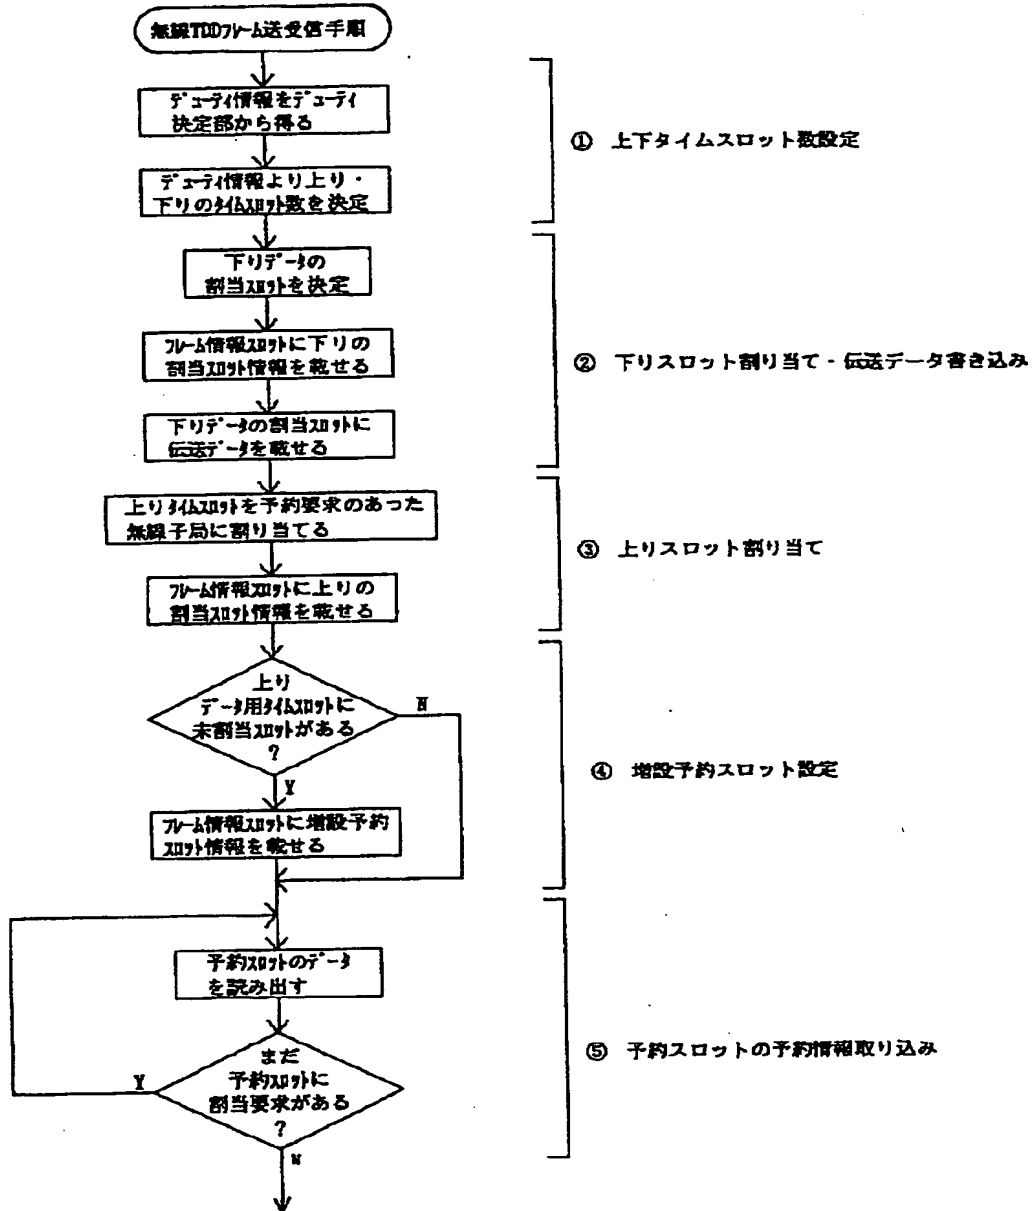 無線TDDフレーム送受信手順
デューティ情報をデューティ
決定部から得る
① 上下タイムスロット数設定
デューティ情報より上り・
下りのタイムスロット数を決定
下りデータの
割当スロットを決定
フレーム情報スロットに下りの
割当スロット情報を載せる
② 下りスロット割り当て・伝送データ書き込み
下りデータの割当スロットに
伝送データを載せる
上りタイムスロットを予約要求のあった
無線子局に割り当てる
③ 上りスロット割り当て
フレーム情報スロットに上りの
割当スロット情報を載せる
上り
データ用タイムスロットに
未割当スロットがある
?
N
Y
④ 増設予約スロット設定
フレーム情報スロットに増設予約
スロット情報を載せる
予約スロットのデータ
を読み出す
⑤ 予約スロットの予約情報取り込み
まだ
予約スロットに
割当要求がある
?
Y
N